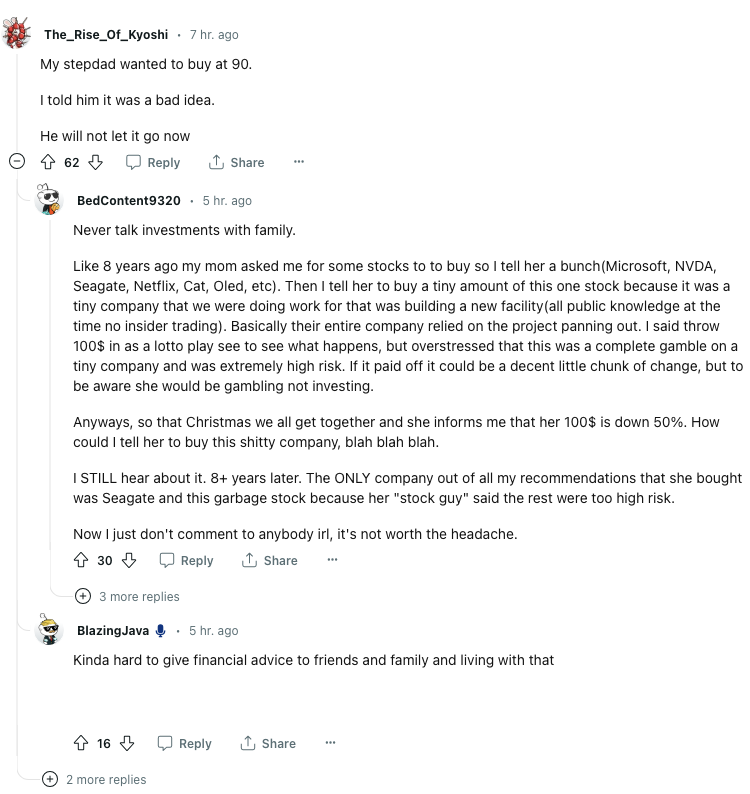 The_Rise_Of_Kyoshi · 7 hr. ago
My stepdad wanted to buy at 90.
I told him it was a bad idea.
He will not let it go now
62 Reply Share ···
BedContent9320 · 5 hr. ago
Never talk investments with family.
Like 8 years ago my mom asked me for some stocks to to buy so I tell her a bunch(Microsoft, NVDA,
Seagate, Netflix, Cat, Oled, etc). Then I tell her to buy a tiny amount of this one stock because it was a
tiny company that we were doing work for that was building a new facility(all public knowledge at the
time no insider trading). Basically their entire company relied on the project panning out. I said throw
100$ in as a lotto play see to see what happens, but overstressed that this was a complete gamble on a
tiny company and was extremely high risk. If it paid off it could be a decent little chunk of change, but to
be aware she would be gambling not investing.
Anyways, so that Christmas we all get together and she informs me that her 100$ is down 50%. How
could I tell her to buy this shitty company, blah blah blah.
I STILL hear about it. 8+ years later. The ONLY company out of all my recommendations that she bought
was Seagate and this garbage stock because her "stock guy" said the rest were too high risk.
Now I just don't comment to anybody irl, it's not worth the headache.
30 Reply Share ···
3 more replies
BlazingJava · 5 hr. ago
Kinda hard to give financial advice to friends and family and living with that
16 Reply Share ···
2 more replies